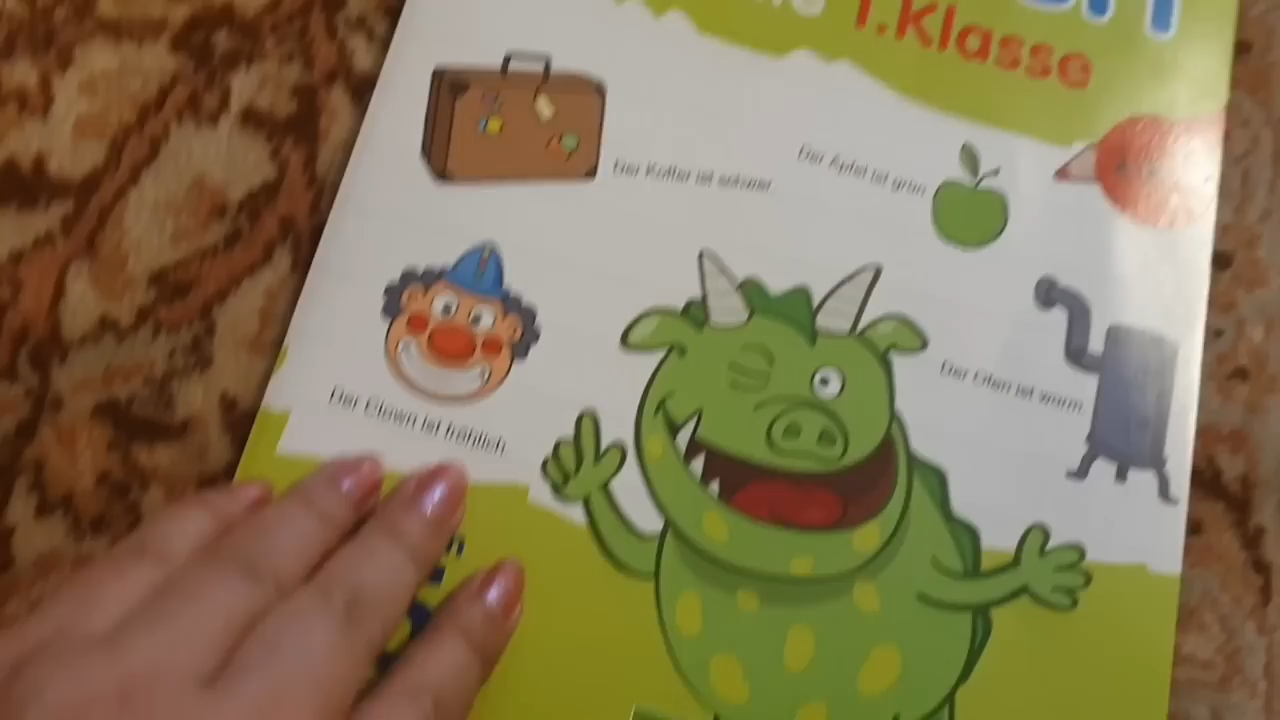 1.Klasse
Der Koffer ist schwer
Der Apfel ist grün
Der Ofen ist warm
Der Clown ist fröhlich